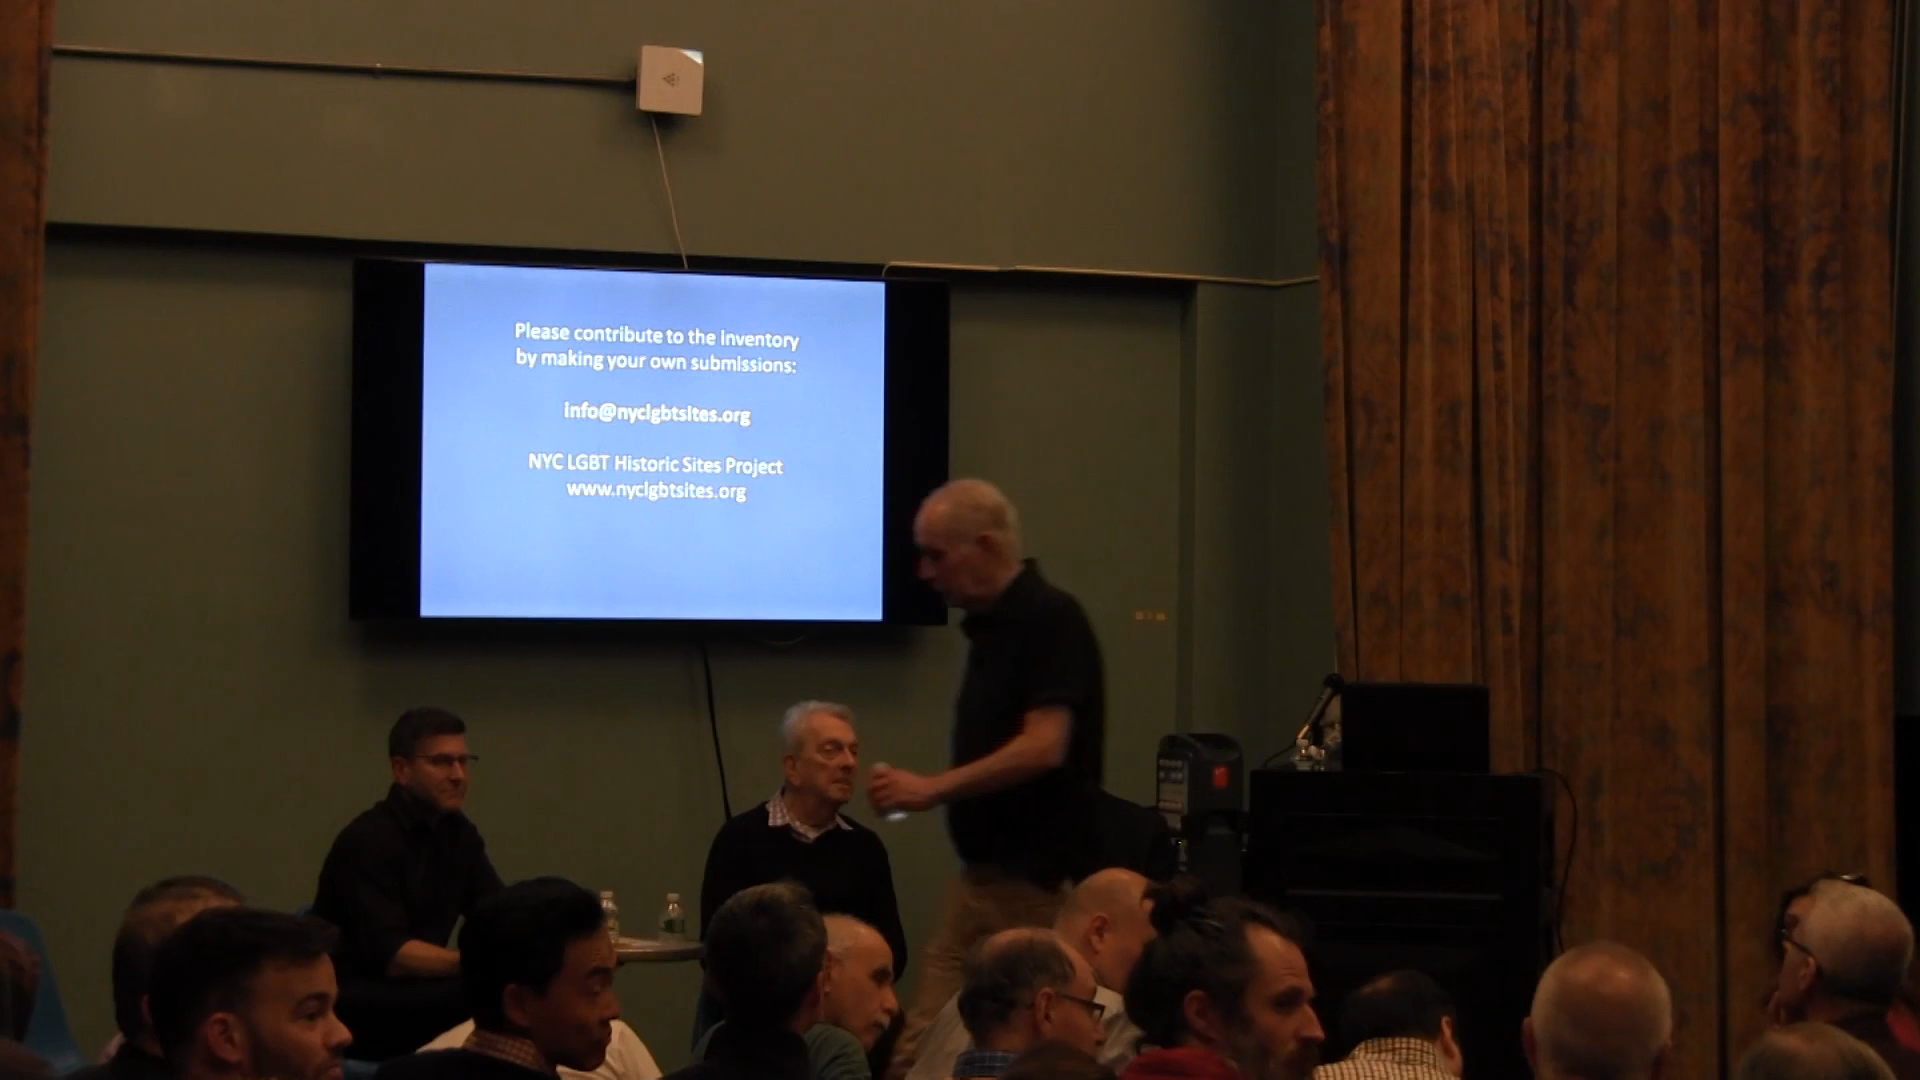 Please contribute to the inventory
by making your own submissions:
info@nyclgbtsites.org
NYC LGBT Historic Sites Project
www.nyclgbtsites.org